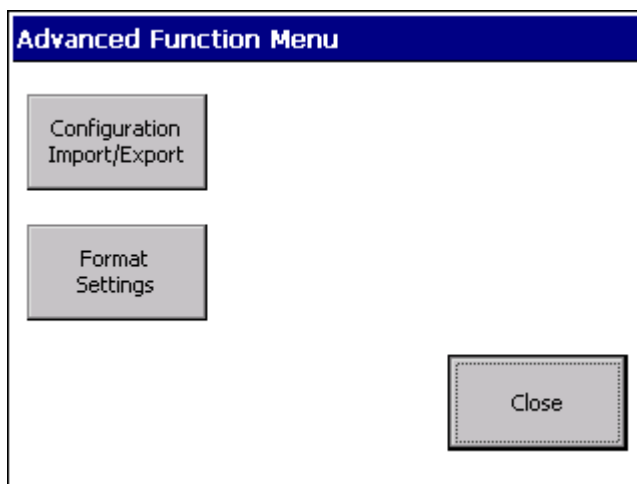 Advanced Function Menu
Configuration
Import/Export
Format
Settings
Close